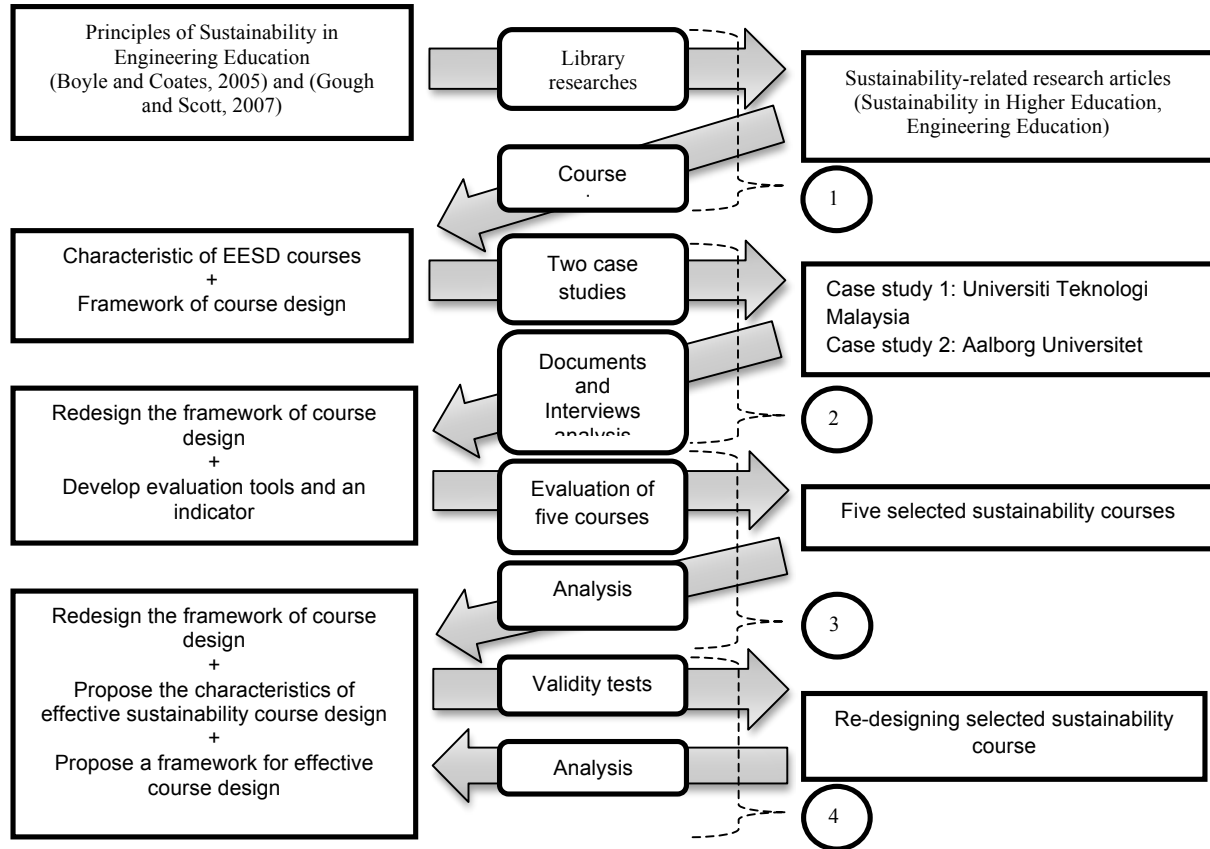 Principles of Sustainability in
Engineering Education
(Boyle and Coates, 2005) and (Gough
and Scott, 2007)
Library
researches
Sustainability-related research articles
(Sustainability in Higher Education,
Engineering Education)
Course
1
Characteristic of EESD courses
+
Framework of course design
Two case
studies
Case study 1: Universiti Teknologi
Malaysia
Case study 2: Aalborg Universitet
Documents
and
Interviews
analysis
2
Redesign the framework of course
design
+
Develop evaluation tools and an
indicator
Evaluation of
five courses
Five selected sustainability courses
Analysis
3
Redesign the framework of course
design
+
Propose the characteristics of
effective sustainability course design
+
Propose a framework for effective
course design
Validity tests
Re-designing selected sustainability
course
Analysis
4